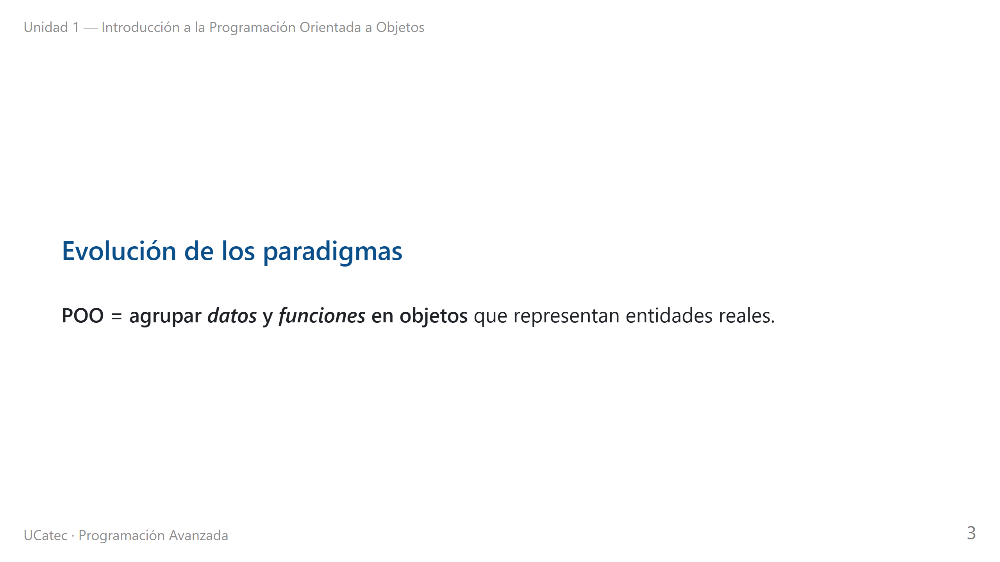 Unidad 1 — Introducción a la Programación Orientada a Objetos
Evolución de los paradigmas
POO = agrupar datos y funciones en objetos que representan entidades reales.
UCatec · Programación Avanzada
3